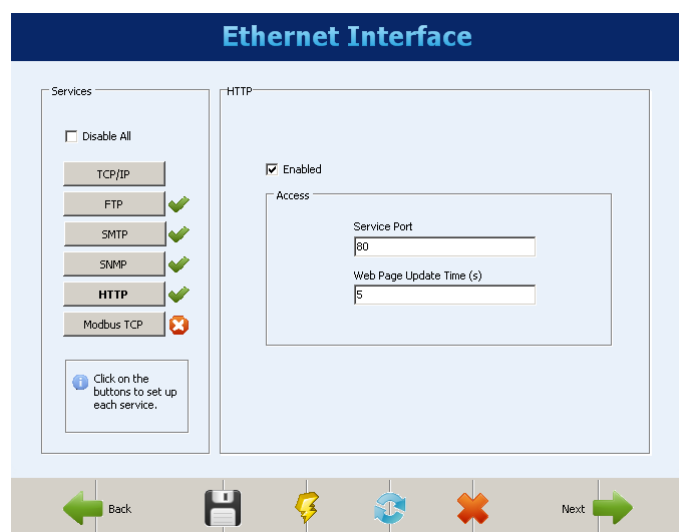 Ethernet Interface
Services
Disable All
TCP/IP
FTP
SMTP
SNMP
HTTP
Modbus TCP
Click on the
buttons to set up
each service.
HTTP
Enabled
Access
Service Port
80
Web Page Update Time (s)
5
Back
Next